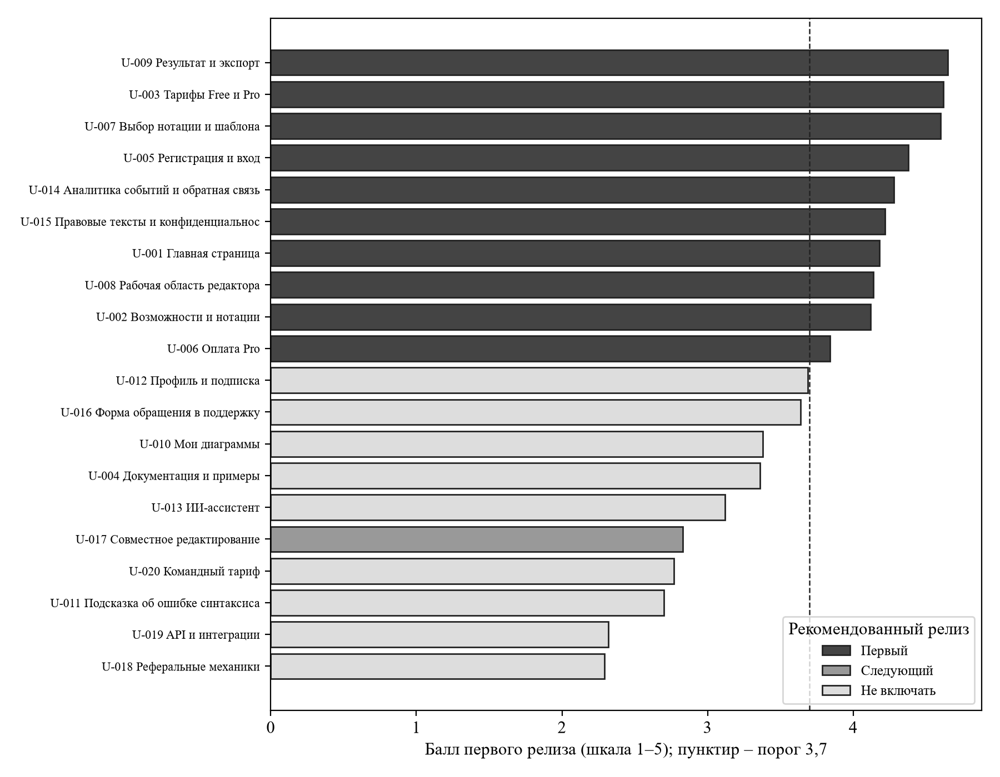 U-009 Результат и экспорт
U-003 Тарифы Free и Pro
U-007 Выбор нотации и шаблона
U-005 Регистрация и вход
U-014 Аналитика событий и обратная связь
U-015 Правовые тексты и конфиденциальнос
U-001 Главная страница
U-008 Рабочая область редактора
U-002 Возможности и нотации
U-006 Оплата Pro
U-012 Профиль и подписка
U-016 Форма обращения в поддержку
U-010 Мои диаграммы
U-004 Документация и примеры
U-013 ИИ-ассистент
U-017 Совместное редактирование
U-020 Командный тариф
U-011 Подсказка об ошибке синтаксиса
U-019 API и интеграции
U-018 Реферальные механики
Рекомендованный релиз
Первый
Следующий
Не включать
0 1 2 3 4
Балл первого релиза (шкала 1–5); пунктир – порог 3,7